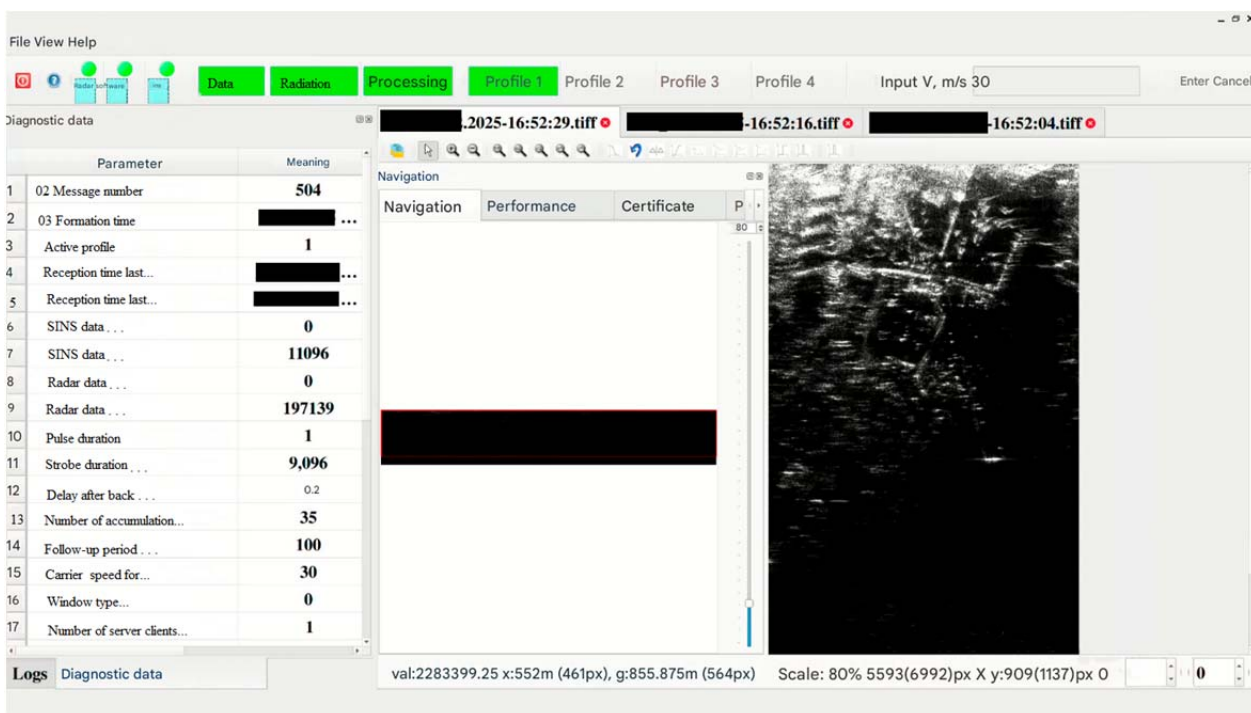 File View Help
Radar software ins Data Radiation Processing Profile 1 Profile 2 Profile 3 Profile 4 Input V, m/s 30 Enter Cancel
Diagnostic data
.2025-16:52:29.tiff -16:52:16.tiff -16:52:04.tiff
Parameter Meaning
1 02 Message number 504
2 03 Formation time ...
3 Active profile 1
4 Reception time last... ...
5 Reception time last... ...
6 SINS data . . . 0
7 SINS data . . . 11096
8 Radar data . . . 0
9 Radar data . . . 197139
10 Pulse duration 1
11 Strobe duration . . . 9,096
12 Delay after back . . . 0.2
13 Number of accumulation... 35
14 Follow-up period . . . 100
15 Carrier speed for... 30
16 Window type... 0
17 Number of server clients... 1
Logs Diagnostic data
Navigation
Navigation Performance Certificate P
80
val:2283399.25 x:552m (461px), g:855.875m (564px) Scale: 80% 5593(6992)px X y:909(1137)px 0 0